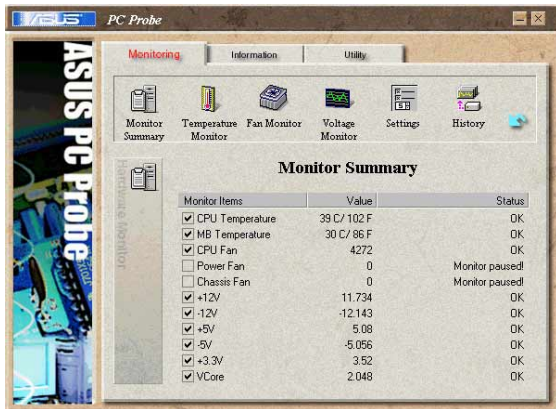 ASUS PC Probe
Monitoring Information Utility
ASUS PC Probe
Monitor Summary
Temperature Monitor
Fan Monitor
Voltage Monitor
Settings
History
Hardware Monitor
Monitor Summary
Monitor Items Value Status
CPU Temperature 39 C/ 102 F OK
MB Temperature 30 C/ 86 F OK
CPU Fan 4272 OK
Power Fan 0 Monitor paused!
Chassis Fan 0 Monitor paused!
+12V 11.734 OK
-12V -12.143 OK
+5V 5.08 OK
-5V -5.056 OK
+3.3V 3.52 OK
VCore 2.048 OK